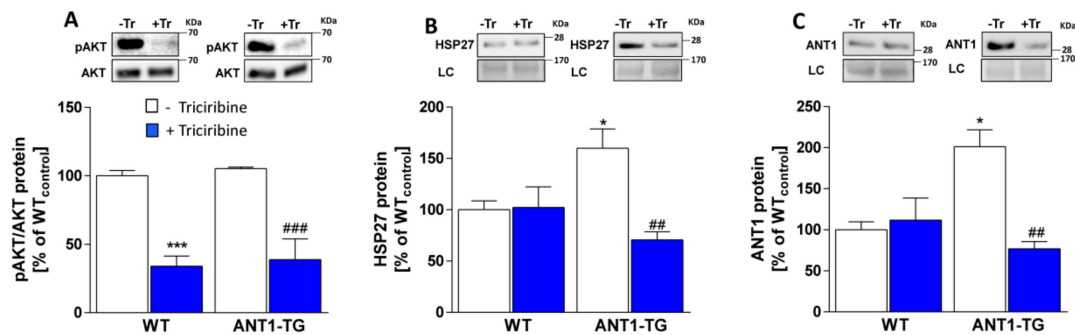 A
-Tr +Tr KDa
pAKT 70
AKT 70
-Tr +Tr KDa
pAKT 70
AKT 70
pAKT/AKT protein
[% of WTcontrol]
150
100
50
0
- Triciribine
+ Triciribine
***
###
WT ANT1-TG
B
-Tr +Tr KDa
HSP27 28
LC 170
-Tr +Tr KDa
HSP27 28
LC 170
HSP27 protein
[% of WTcontrol]
200
150
100
50
0
*
##
WT ANT1-TG
C
-Tr +Tr KDa
ANT1 28
LC 170
-Tr +Tr KDa
ANT1 28
LC 170
ANT1 protein
[% of WTcontrol]
250
200
150
100
50
0
*
##
WT ANT1-TG